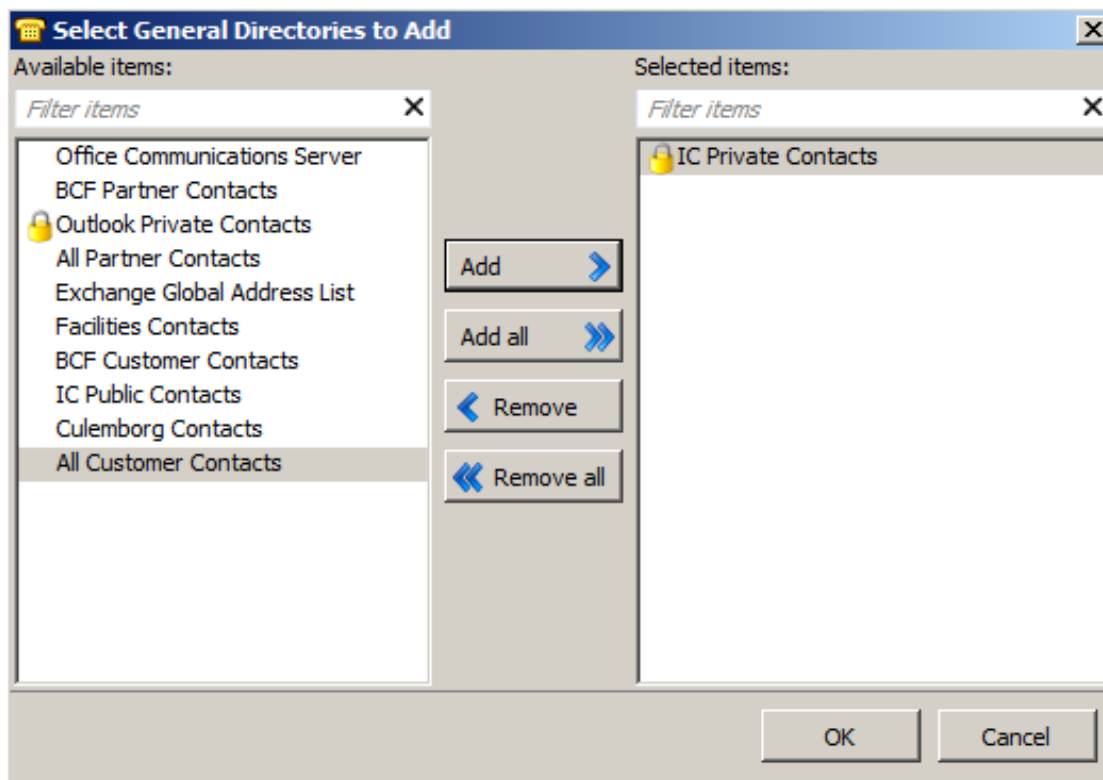 Select General Directories to Add
Available items:
Selected items:
Filter items
Filter items
Office Communications Server
BCF Partner Contacts
Outlook Private Contacts
All Partner Contacts
Exchange Global Address List
Facilities Contacts
BCF Customer Contacts
IC Public Contacts
Culemborg Contacts
All Customer Contacts
Add
Add all
Remove
Remove all
IC Private Contacts
OK
Cancel